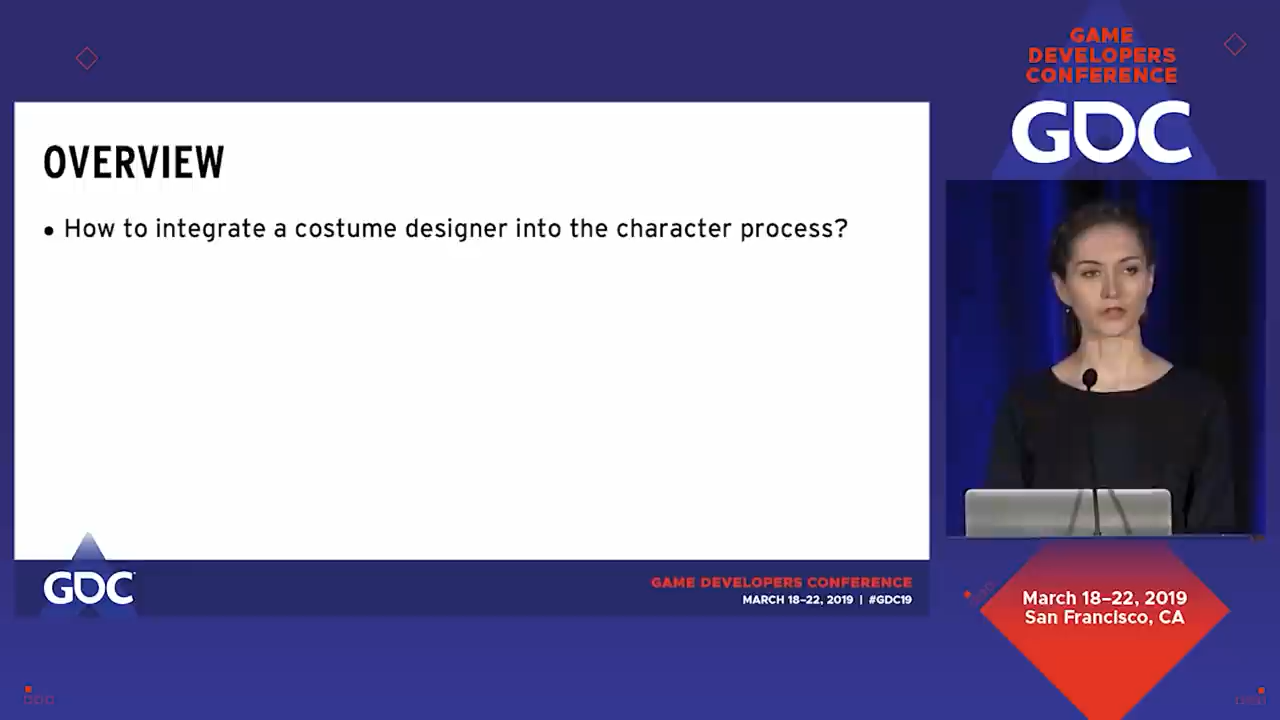 GAME
DEVELOPERS
CONFERENCE
GDC
OVERVIEW
• How to integrate a costume designer into the character process?
GDC
GAME DEVELOPERS CONFERENCE
MARCH 18–22, 2019 | #GDC19
March 18–22, 2019
San Francisco, CA